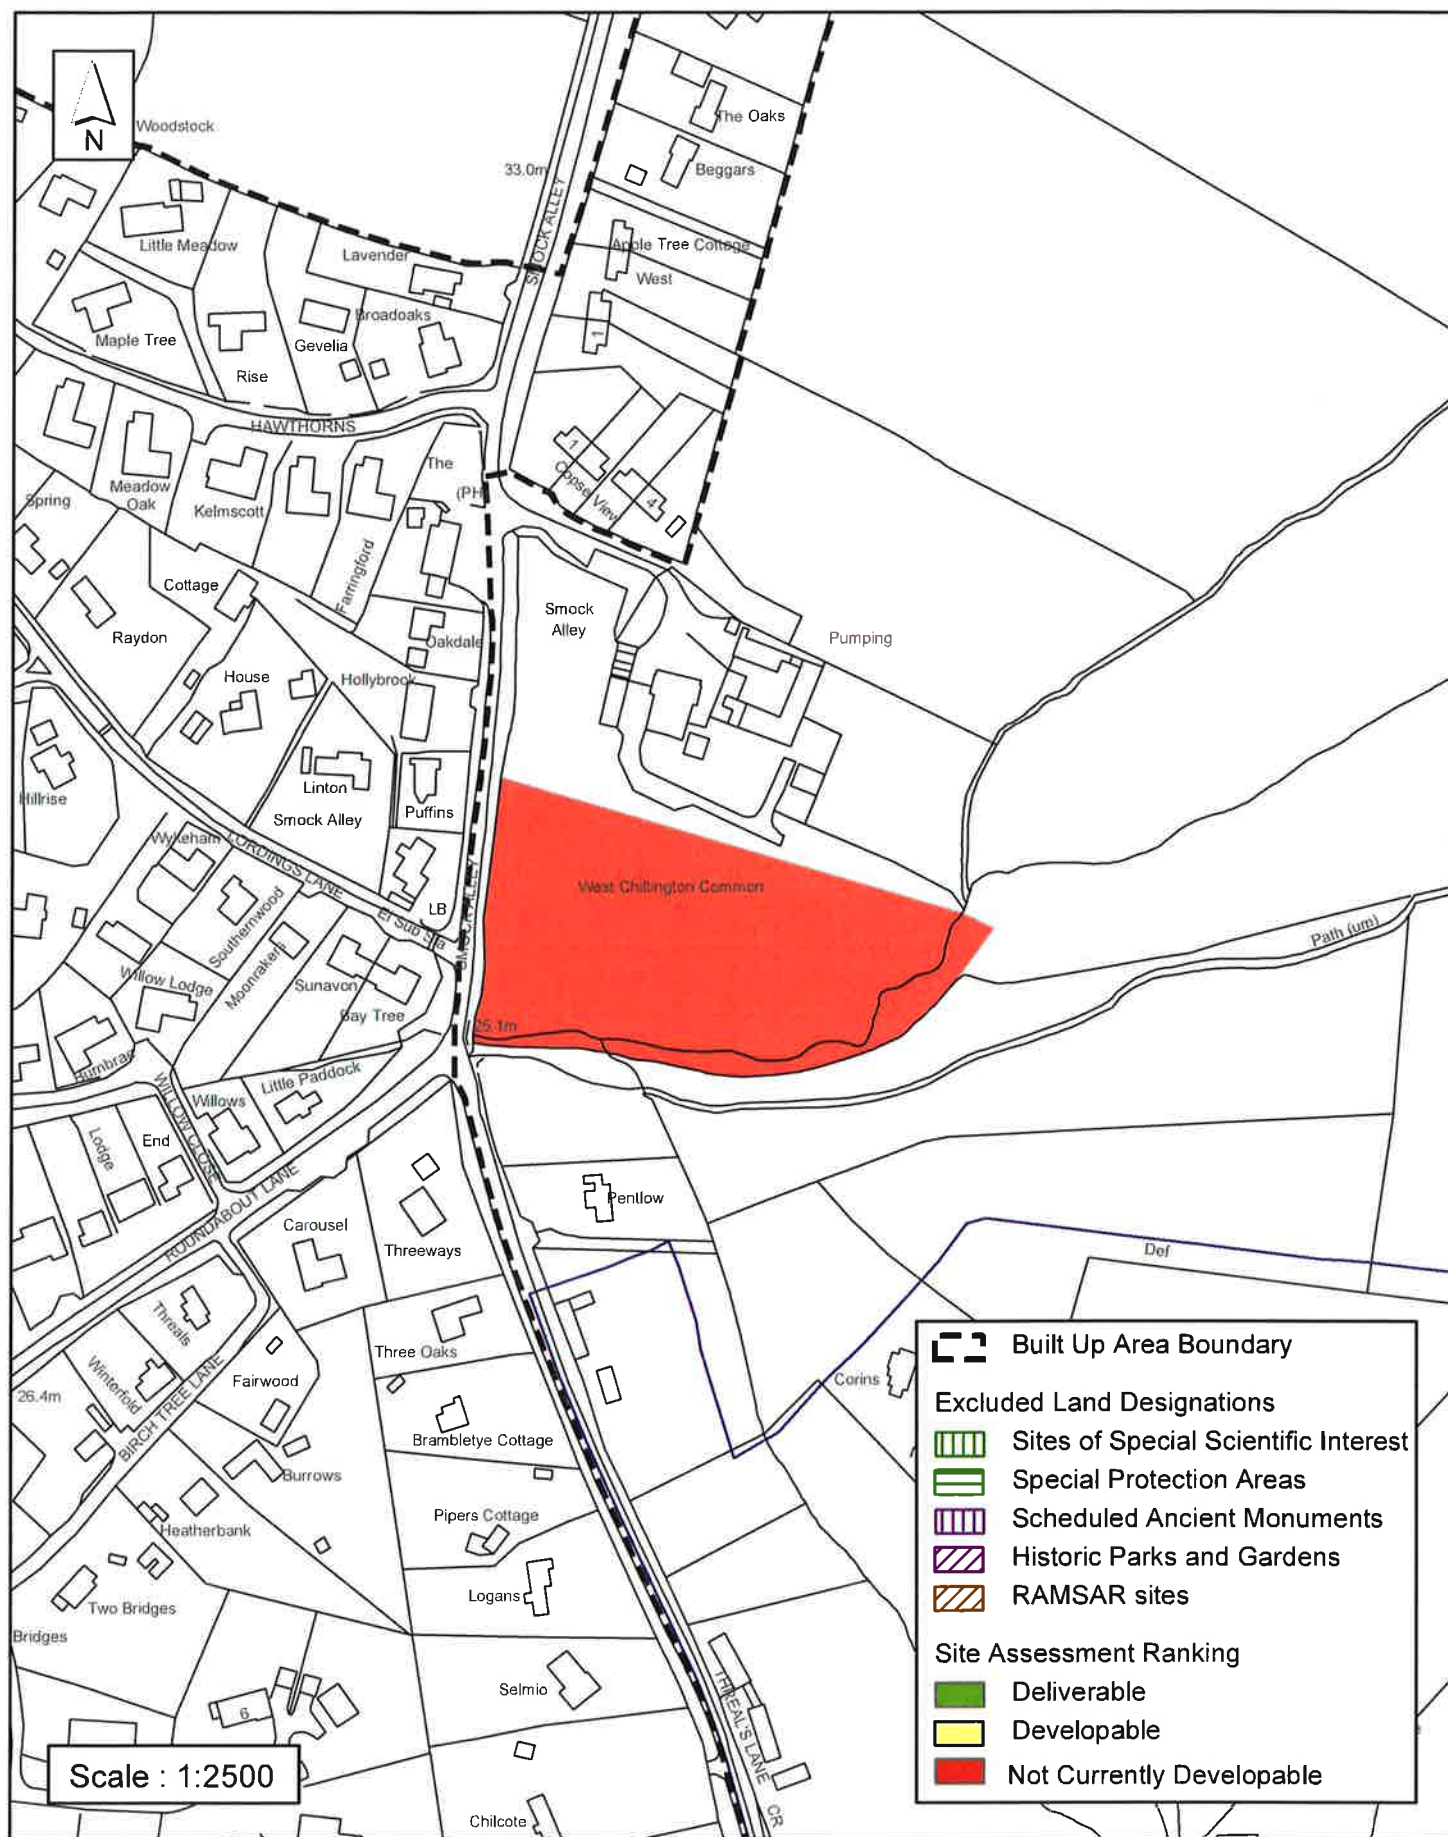 N
Woodstock
The Oaks
Beggars
33.0m
SMOCK ALLEY
Little Meadow
Lavender
Apple Tree Cottage
West
Broadoaks
Maple Tree
Gevelia
1
Rise
HAWTHORNS
The
(PH)
1
Copse View
4
Spring
Meadow
Oak
Kelmscott
Farringford
Cottage
Smock
Alley
Raydon
Oakdale
Pumping
House
Hollybrook
Linton
Hillrise
Smock Alley
Puffins
Wykeham
LORDINGS LANE
SMOCK ALLEY
West Chiltington Common
Southernwood
LB
El Sub Sta
Path (um)
Willow Lodge
Moonrakers
Sunavon
Bay Tree
25.1m
Burnbrae
WILLOW CLOSE
Willows
Little Paddock
Lodge
End
Pentlow
ROUNDABOUT LANE
Carousel
Threeways
Def
Threals
Three Oaks
Winterfold
26.4m
BIRCH TREE LANE
Fairwood
Corins
Brambletye Cottage
Burrows
Pipers Cottage
Heatherbank
Logans
Two Bridges
Bridges
Selmio
THREAL'S LANE
6
CR
Chilcote
Scale : 1:2500
Built Up Area Boundary
Excluded Land Designations
Sites of Special Scientific Interest
Special Protection Areas
Scheduled Ancient Monuments
Historic Parks and Gardens
RAMSAR sites
Site Assessment Ranking
Deliverable
Developable
Not Currently Developable